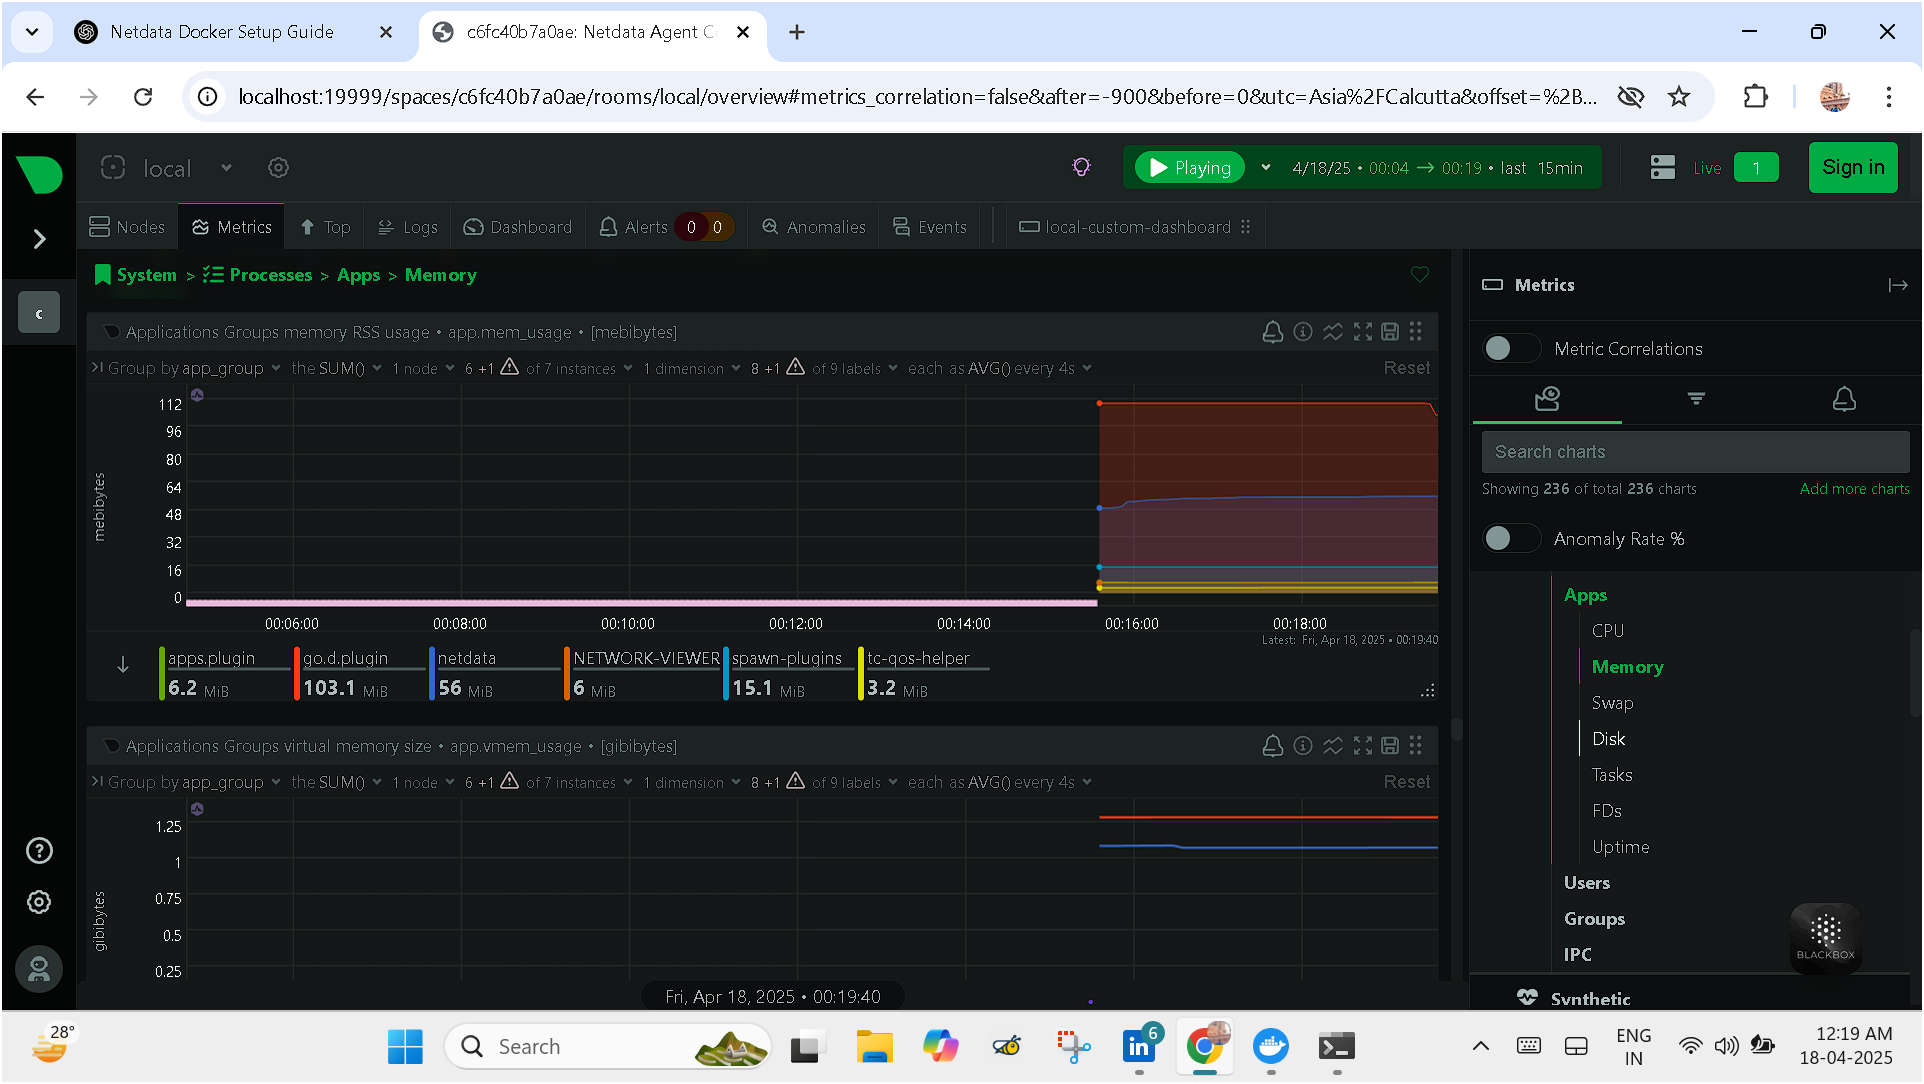 Netdata Docker Setup Guide
c6fc40b7a0ae: Netdata Agent C
localhost:19999/spaces/c6fc40b7a0ae/rooms/local/overview#metrics_correlation=false&after=-900&before=0&utc=Asia%2FCalcutta&offset=%2B...
local
Playing 4/18/25 • 00:04 → 00:19 • last 15min
Live 1
Sign in
Nodes Metrics Top Logs Dashboard Alerts 0 0 Anomalies Events local-custom-dashboard
c
System > Processes > Apps > Memory
Applications Groups memory RSS usage • app.mem_usage • [mebibytes]
Group by app_group the SUM() 1 node 6 +1 of 7 instances 1 dimension 8 +1 of 9 labels each as AVG() every 4s Reset
mebibytes
112
96
80
64
48
32
16
0
00:06:00 00:08:00 00:10:00 00:12:00 00:14:00 00:16:00 00:18:00
Latest: Fri, Apr 18, 2025 • 00:19:40
apps.plugin go.d.plugin netdata NETWORK-VIEWER spawn-plugins tc-qos-helper
6.2 MiB 103.1 MiB 56 MiB 6 MiB 15.1 MiB 3.2 MiB
Applications Groups virtual memory size • app.vmem_usage • [gibibytes]
Group by app_group the SUM() 1 node 6 +1 of 7 instances 1 dimension 8 +1 of 9 labels each as AVG() every 4s Reset
gibibytes
1.25
1
0.75
0.5
0.25
Fri, Apr 18, 2025 • 00:19:40
Metrics
Metric Correlations
Search charts
Showing 236 of total 236 charts Add more charts
Anomaly Rate %
Apps
CPU
Memory
Swap
Disk
Tasks
FDs
Uptime
Users
Groups
IPC
Synthetic
BLACKBOX
28°
Search
in 6
ENG
IN
12:19 AM
18-04-2025